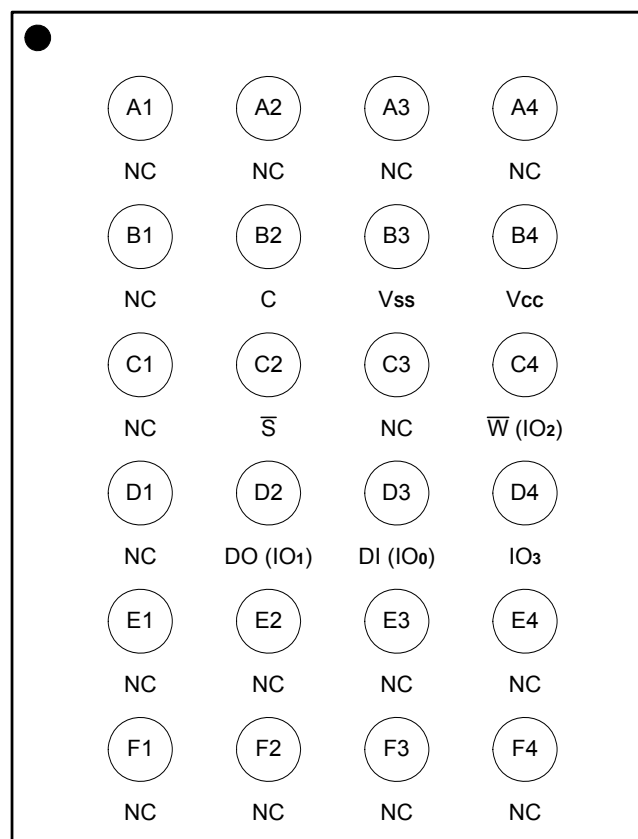 A1 A2 A3 A4
NC NC NC NC
B1 B2 B3 B4
NC C Vss Vcc
C1 C2 C3 C4
NC S̅ NC W̅ (IO2)
D1 D2 D3 D4
NC DO (IO1) DI (IO0) IO3
E1 E2 E3 E4
NC NC NC NC
F1 F2 F3 F4
NC NC NC NC